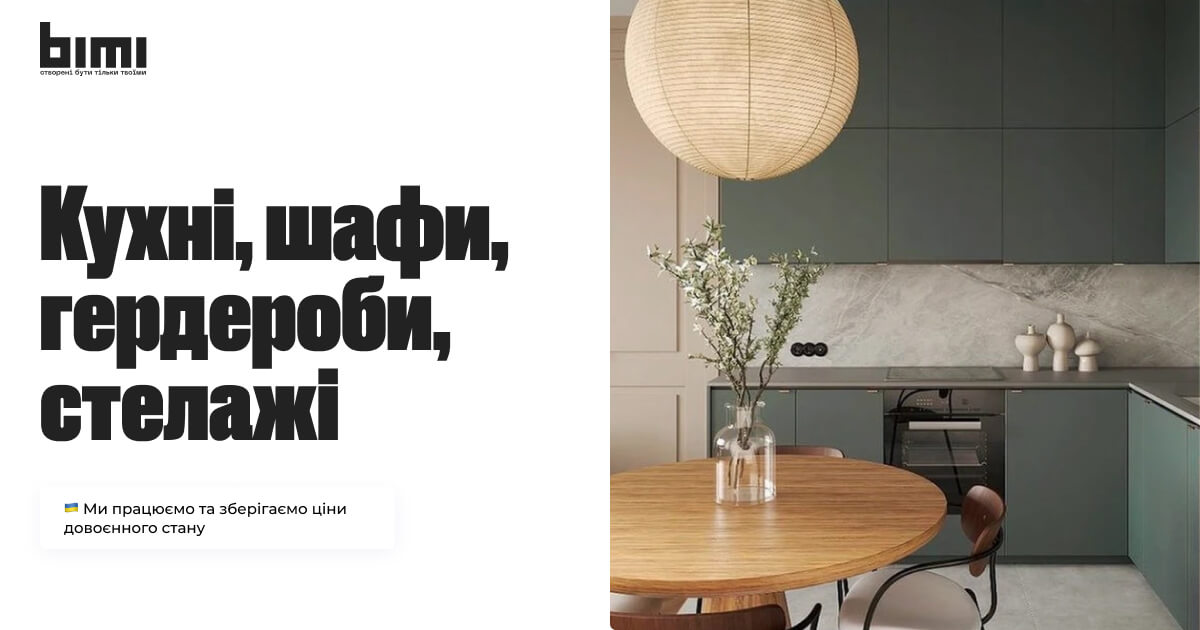 bimi
створені бути тільки твоїми
Кухні, шафи,
гердероби,
стелажі
🇺🇦 Ми працюємо та зберігаємо ціни
довоєнного стану